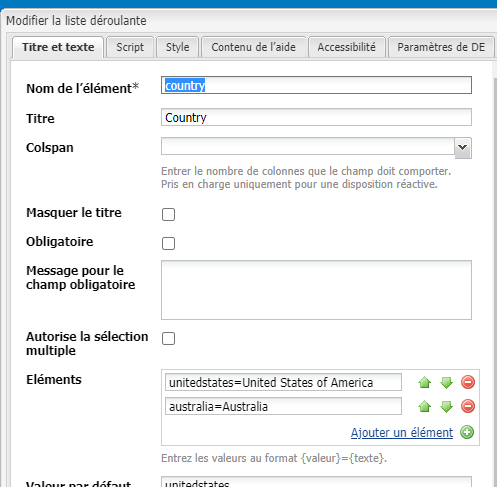 Modifier la liste déroulante
Titre et texte Script Style Contenu de l'aide Accessibilité Paramètres de DE
Nom de l'élément* country
Titre Country
Colspan
Entrer le nombre de colonnes que le champ doit comporter.
Pris en charge uniquement pour une disposition réactive.
Masquer le titre
Obligatoire
Message pour le
champ obligatoire
Autorise la sélection
multiple
Eléments unitedstates=United States of America
australia=Australia
Ajouter un élément
Entrez les valeurs au format {valeur}={texte}.
Valeur par défaut unitedstates